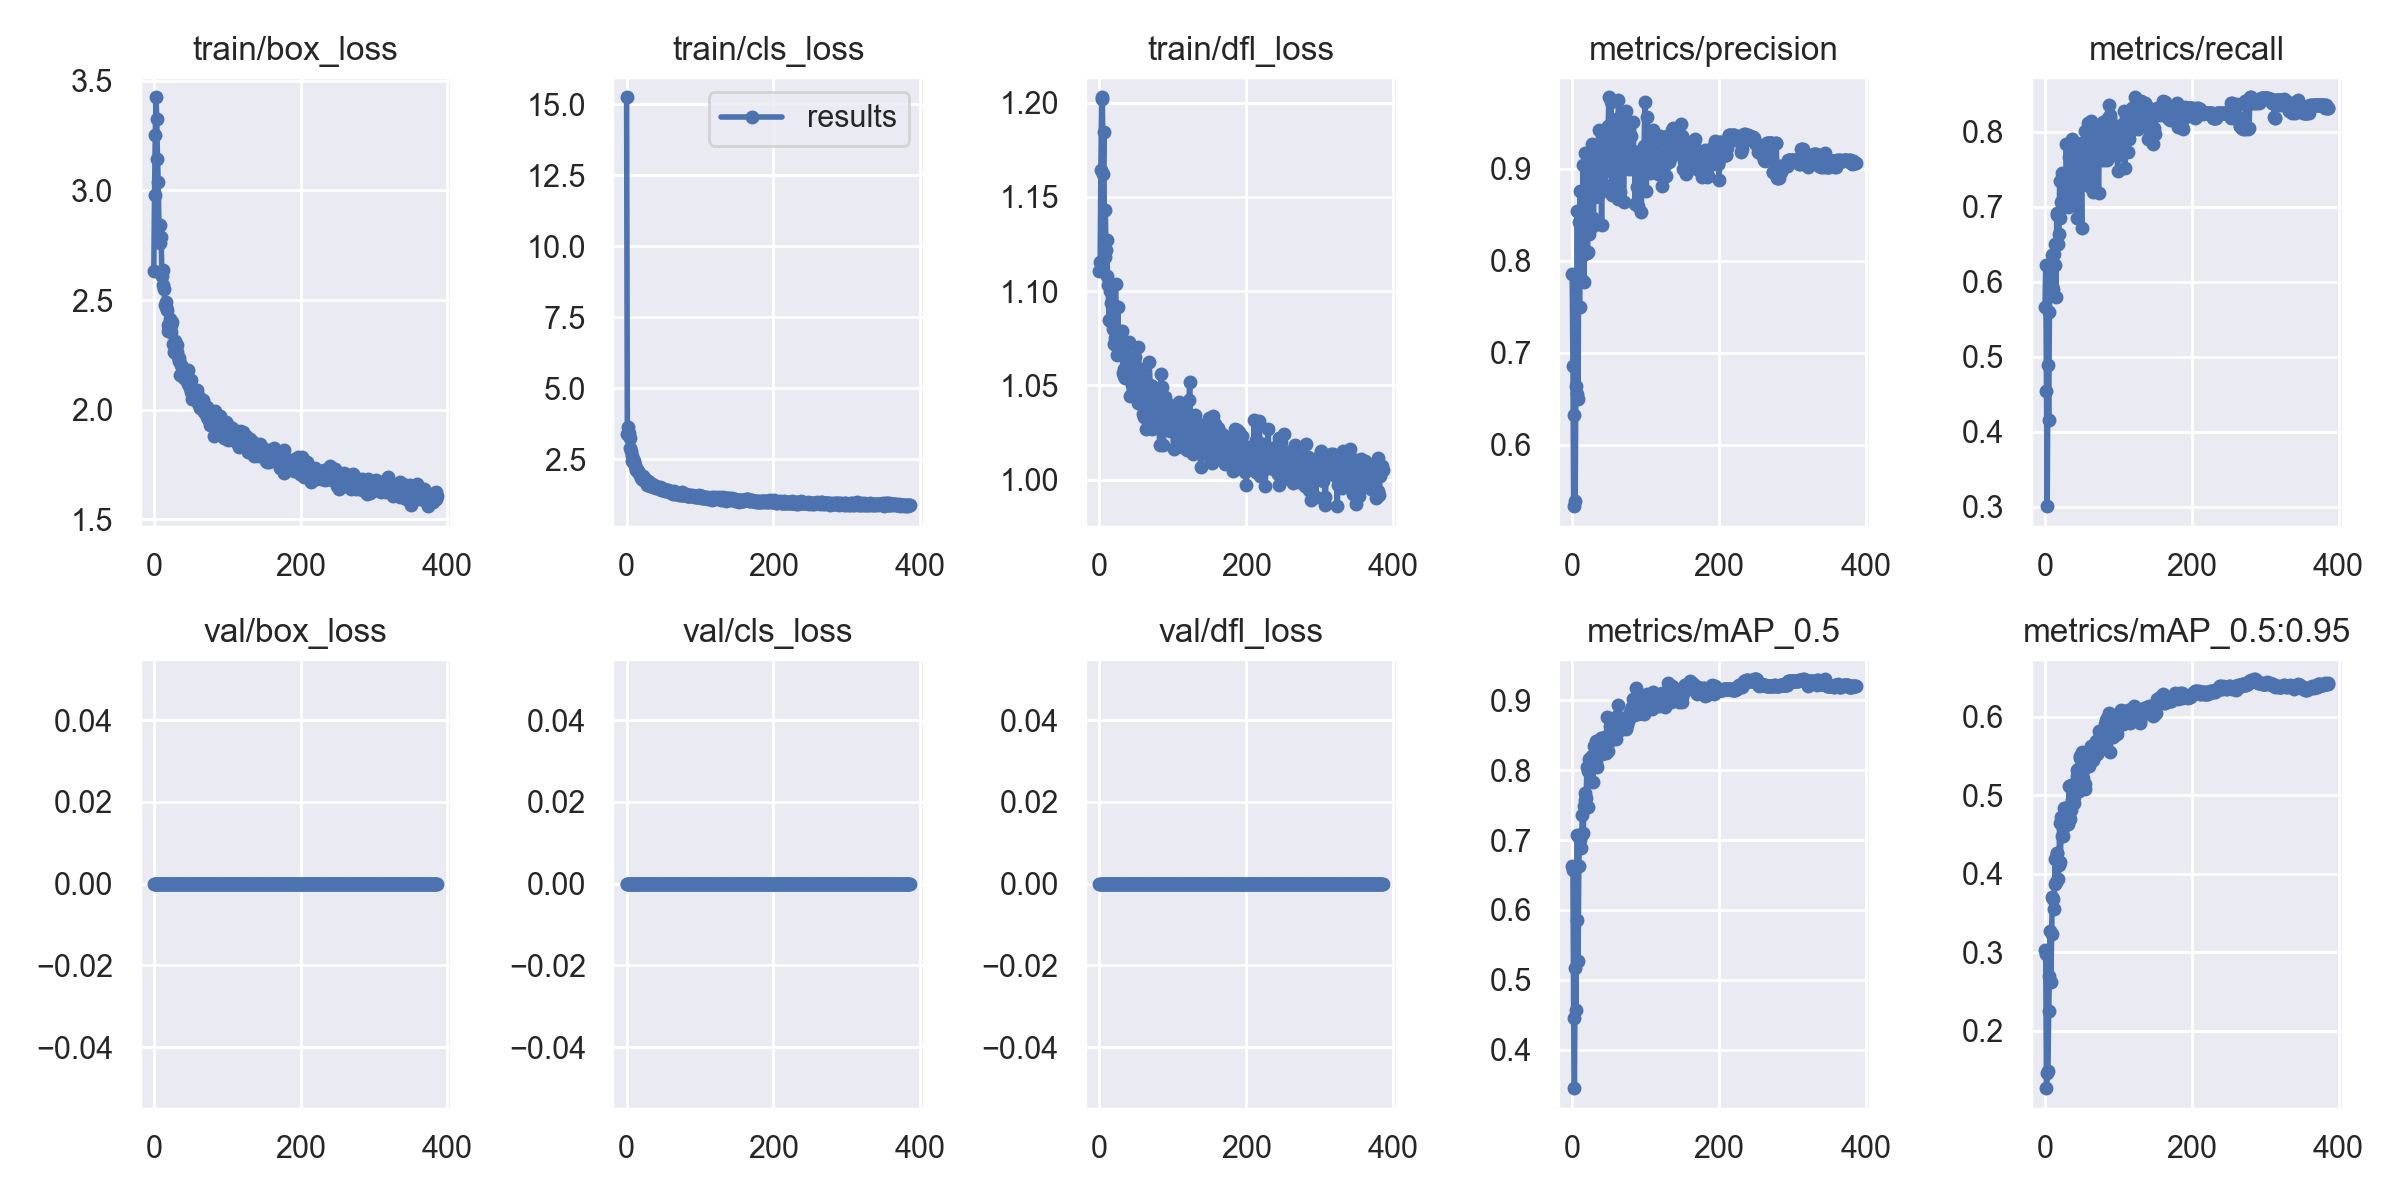 train/box_loss
3.5
3.0
2.5
2.0
1.5
0 200 400
train/cls_loss
results
15.0
12.5
10.0
7.5
5.0
2.5
0 200 400
train/dfl_loss
1.20
1.15
1.10
1.05
1.00
0 200 400
metrics/precision
0.9
0.8
0.7
0.6
0 200 400
metrics/recall
0.8
0.7
0.6
0.5
0.4
0.3
0 200 400
val/box_loss
0.04
0.02
0.00
−0.02
−0.04
0 200 400
val/cls_loss
0.04
0.02
0.00
−0.02
−0.04
0 200 400
val/dfl_loss
0.04
0.02
0.00
−0.02
−0.04
0 200 400
metrics/mAP_0.5
0.9
0.8
0.7
0.6
0.5
0.4
0 200 400
metrics/mAP_0.5:0.95
0.6
0.5
0.4
0.3
0.2
0 200 400